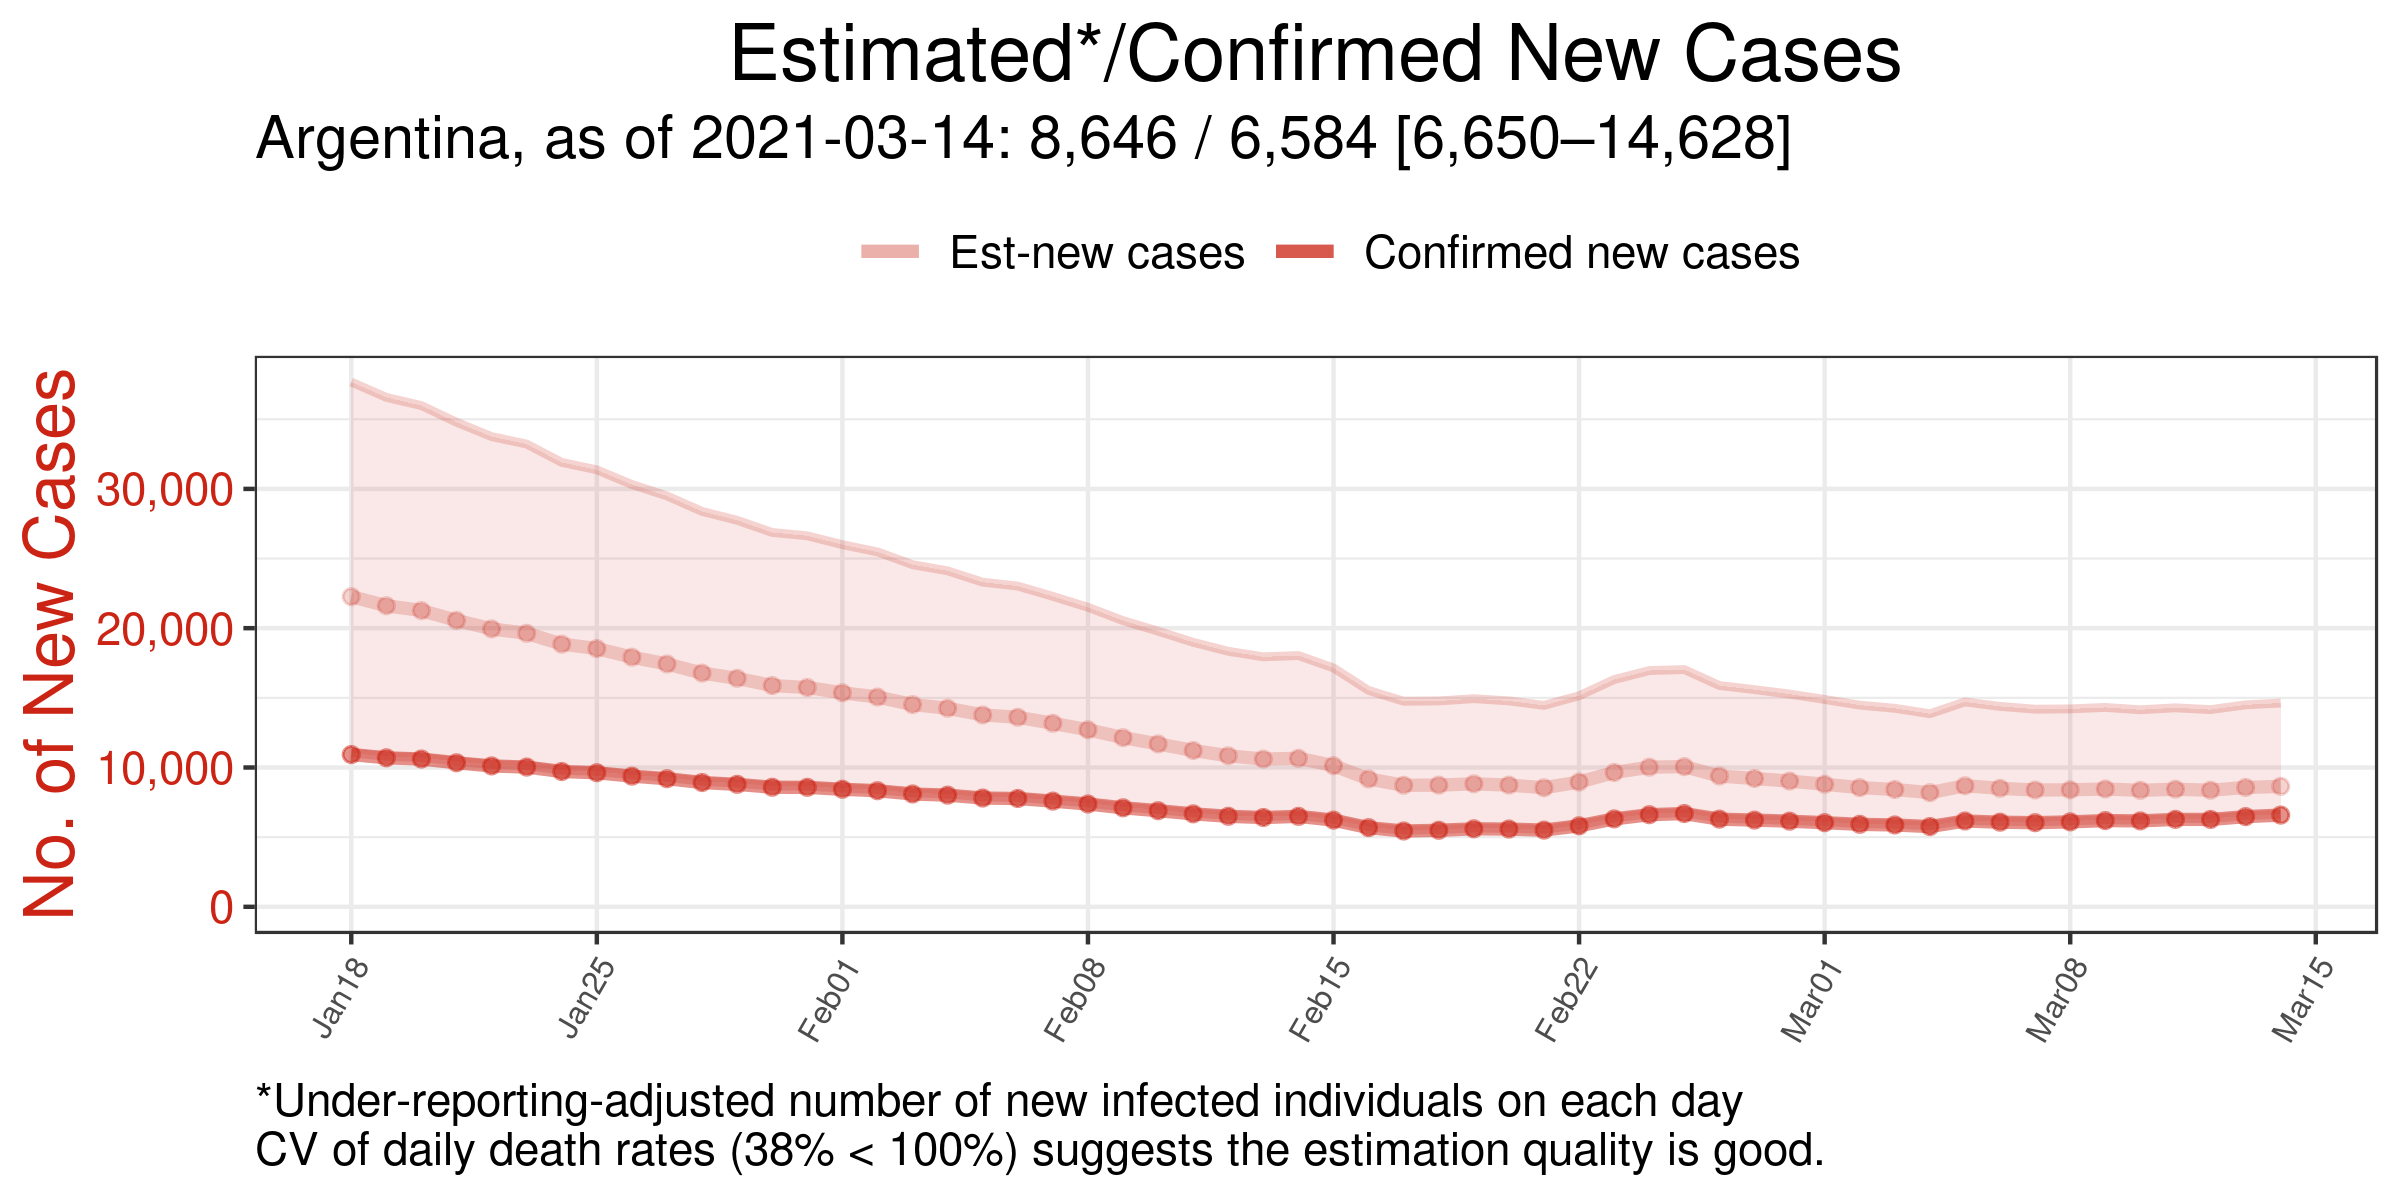 Estimated*/Confirmed New Cases
Argentina, as of 2021-03-14: 8,646 / 6,584 [6,650–14,628]
Est-new cases
Confirmed new cases
No. of New Cases
30,000
20,000
10,000
0
Jan18
Jan25
Feb01
Feb08
Feb15
Feb22
Mar01
Mar08
Mar15
*Under-reporting-adjusted number of new infected individuals on each day
CV of daily death rates (38% < 100%) suggests the estimation quality is good.